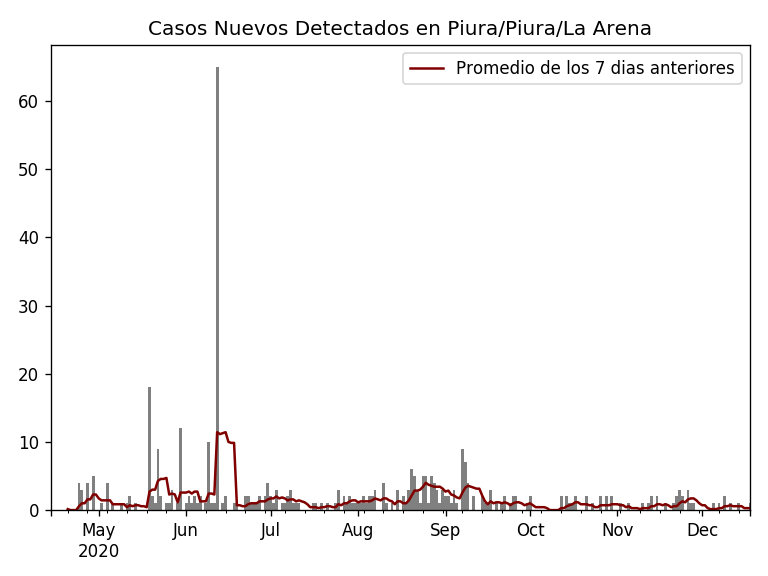 Casos Nuevos Detectados en Piura/Piura/La Arena
Promedio de los 7 dias anteriores
60
50
40
30
20
10
0
May Jun Jul Aug Sep Oct Nov Dec
2020